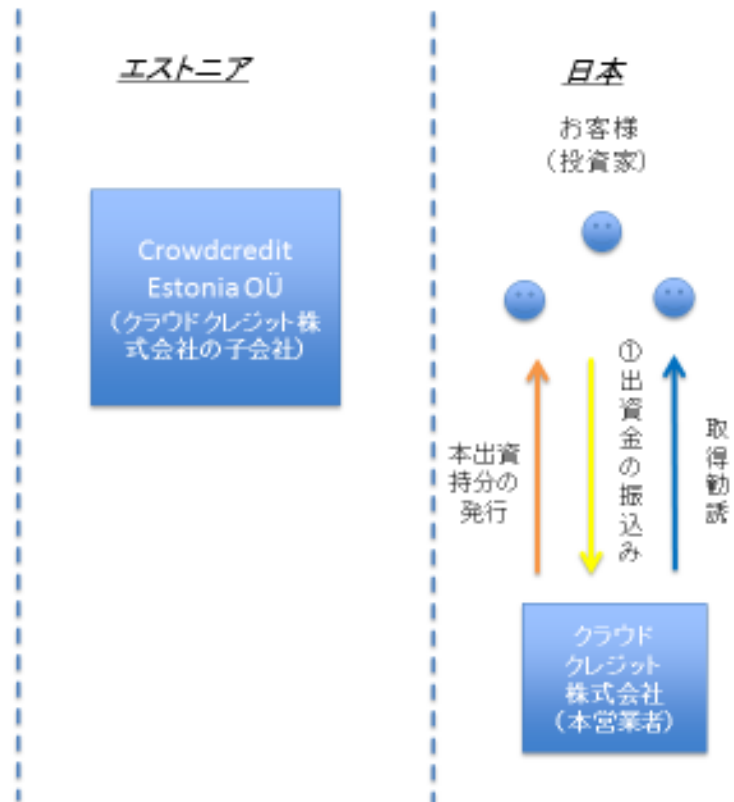 エストニア
Crowdcredit
Estonia OÜ
(クラウドクレジット株
式会社の子会社)
日本
お客様
(投資家)
本出資
持分の
発行
①出資金の振込み
取得勧誘
クラウド
クレジット
株式会社
(本営業者)